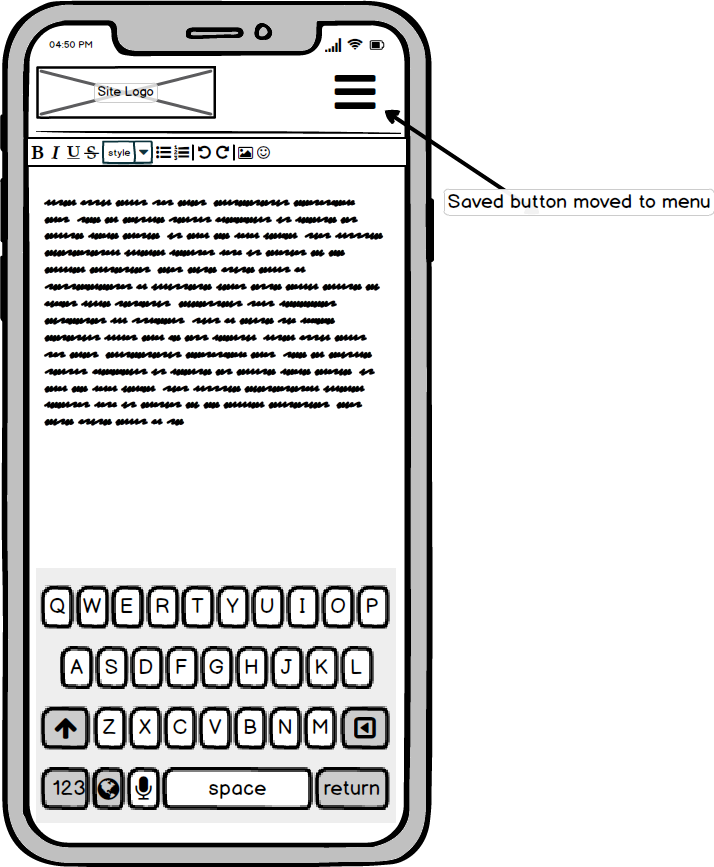 04:50 PM
Site Logo
B I U S style
Saved button moved to menu
Q W E R T Y U I O P
A S D F G H J K L
Z X C V B N M
123 space return